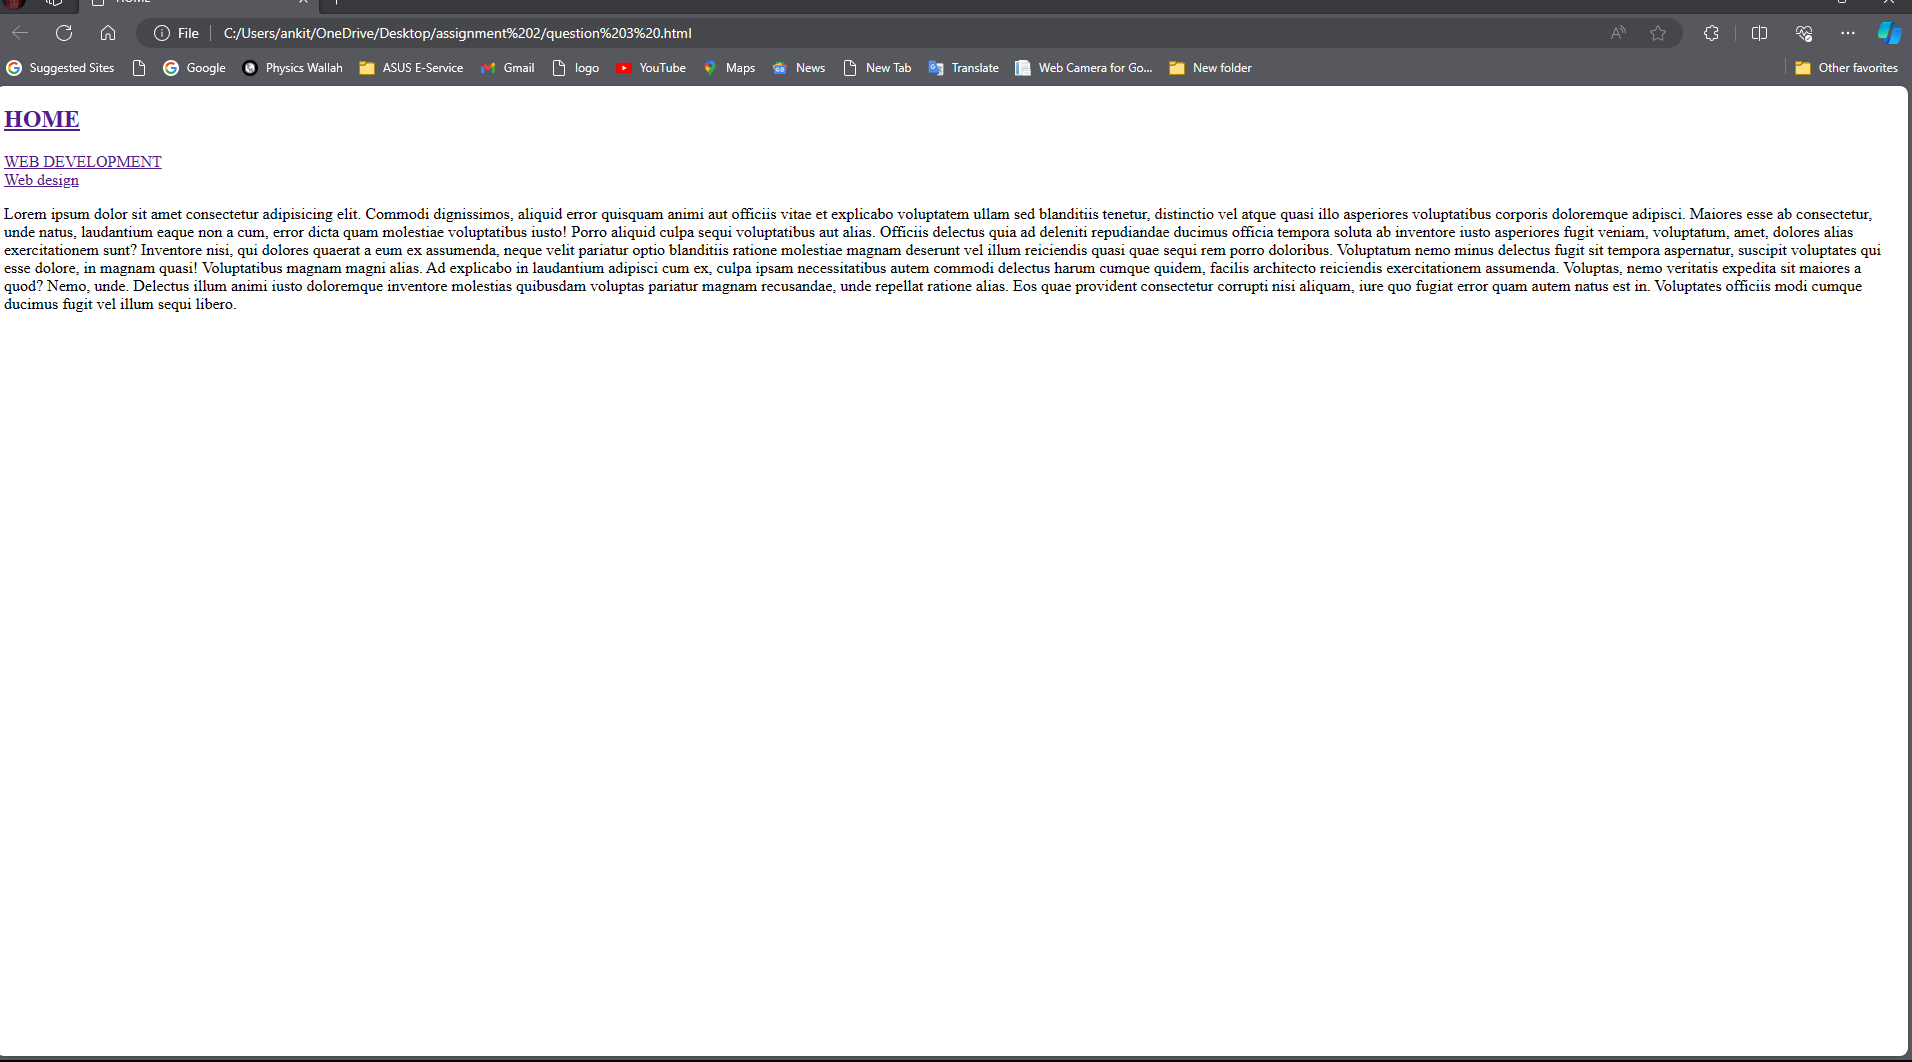 HOME
File C:/Users/ankit/OneDrive/Desktop/assignment%202/question%203%20.html
Suggested Sites Google Physics Wallah ASUS E-Service Gmail logo YouTube Maps News New Tab Translate Web Camera for Go... New folder Other favorites
HOME
WEB DEVELOPMENT
Web design
Lorem ipsum dolor sit amet consectetur adipisicing elit. Commodi dignissimos, aliquid error quisquam animi aut officiis vitae et explicabo voluptatem ullam sed blanditiis tenetur, distinctio vel atque quasi illo asperiores voluptatibus corporis doloremque adipisci. Maiores esse ab consectetur,
unde natus, laudantium eaque non a cum, error dicta quam molestiae voluptatibus iusto! Porro aliquid culpa sequi voluptatibus aut alias. Officiis delectus quia ad deleniti repudiandae ducimus officia tempora soluta ab inventore iusto asperiores fugit veniam, voluptatum, amet, dolores alias
exercitationem sunt? Inventore nisi, qui dolores quaerat a eum ex assumenda, neque velit pariatur optio blanditiis ratione molestiae magnam deserunt vel illum reiciendis quasi quae sequi rem porro doloribus. Voluptatum nemo minus delectus fugit sit tempora aspernatur, suscipit voluptates qui
esse dolore, in magnam quasi! Voluptatibus magnam magni alias. Ad explicabo in laudantium adipisci cum ex, culpa ipsam necessitatibus autem commodi delectus harum cumque quidem, facilis architecto reiciendis exercitationem assumenda. Voluptas, nemo veritatis expedita sit maiores a
quod? Nemo, unde. Delectus illum animi iusto doloremque inventore molestias quibusdam voluptas pariatur magnam recusandae, unde repellat ratione alias. Eos quae provident consectetur corrupti nisi aliquam, iure quo fugiat error quam autem natus est in. Voluptates officiis modi cumque
ducimus fugit vel illum sequi libero.